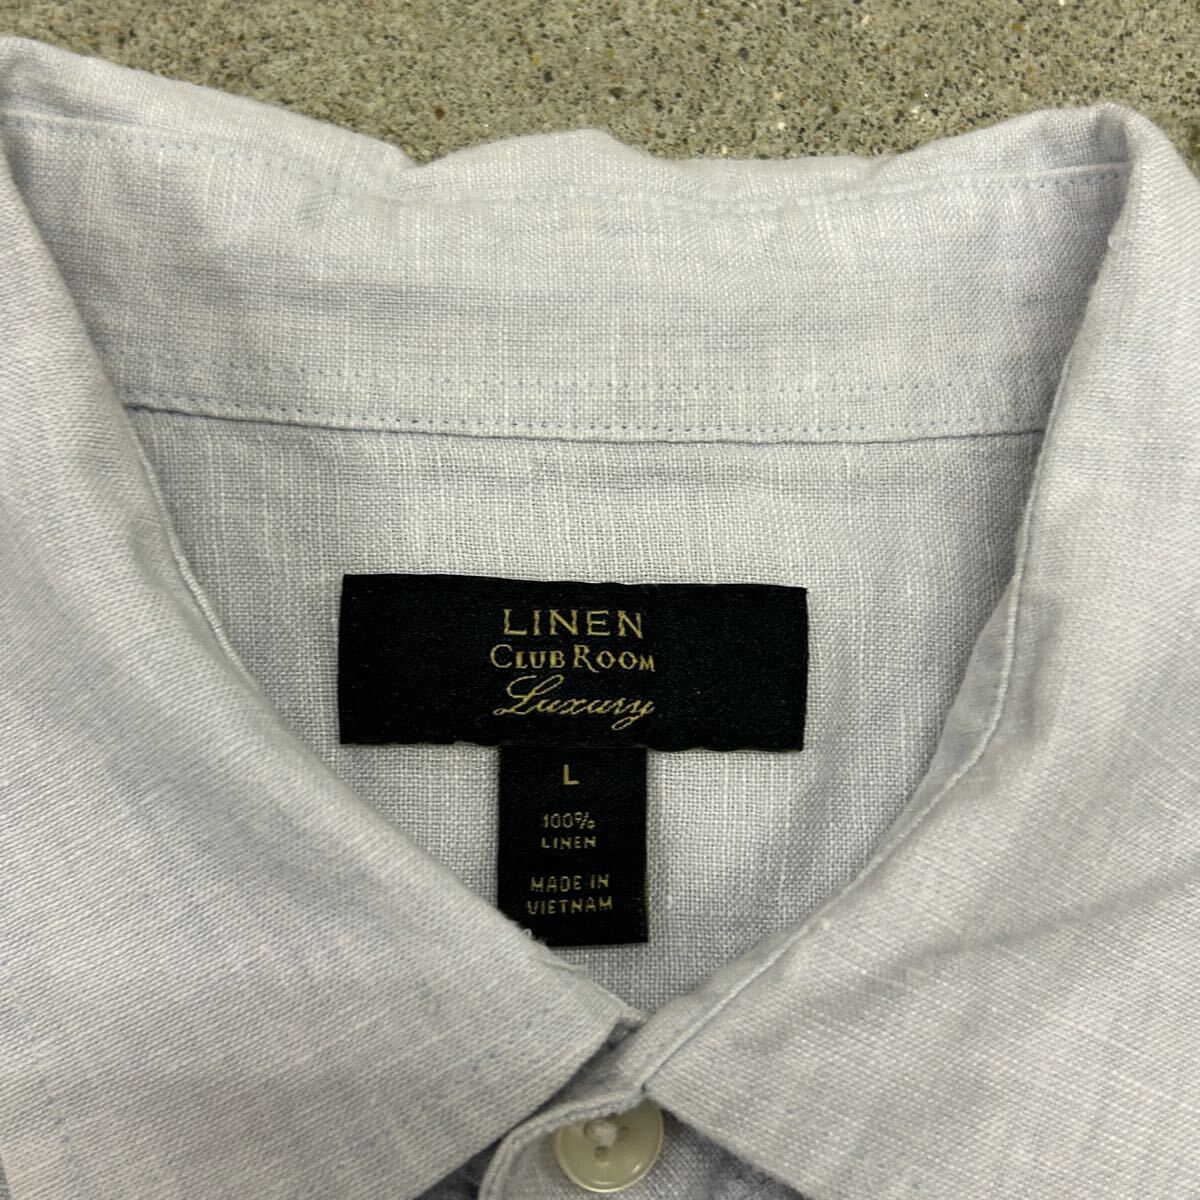 LINEN
CLUB ROOM
Luxury
L
100%
LINEN
MADE IN
VIETNAM